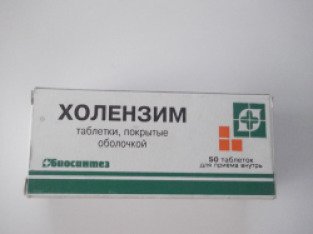 ХОЛЕНЗИМ
таблетки, покрытые
оболочкой
Биосинтез
50 таблеток
для приема внутрь